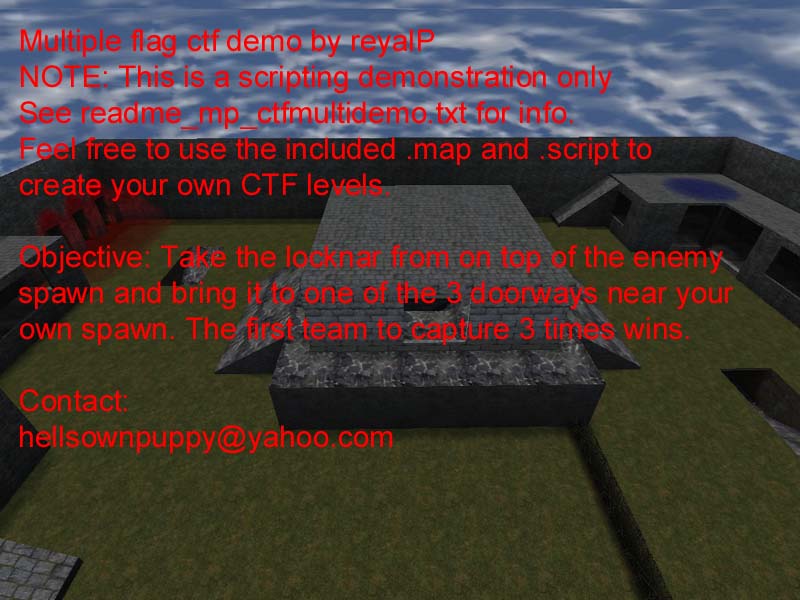 Multiple flag ctf demo by reyalP
NOTE: This is a scripting demonstration only
See readme_mp_ctfmultidemo.txt for info.
Feel free to use the included .map and .script to
create your own CTF levels.
Objective: Take the locknar from on top of the enemy
spawn and bring it to one of the 3 doorways near your
own spawn. The first team to capture 3 times wins.
Contact:
hellsownpuppy@yahoo.com